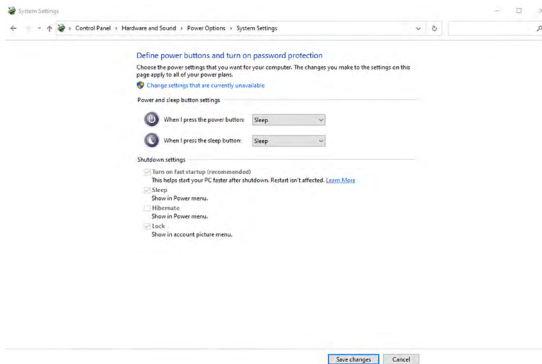 System Settings
Control Panel > Hardware and Sound > Power Options > System Settings
Define power buttons and turn on password protection
Choose the power settings that you want for your computer. The changes you make to the settings on this
page apply to all of your power plans.
Change settings that are currently unavailable
Power and sleep button settings
When I press the power button: Sleep
When I press the sleep button: Sleep
Shutdown settings
Turn on fast startup (recommended)
This helps start your PC faster after shutdown. Restart isn't affected. Learn More
Sleep
Show in Power menu.
Hibernate
Show in Power menu.
Lock
Show in account picture menu.
Save changes Cancel